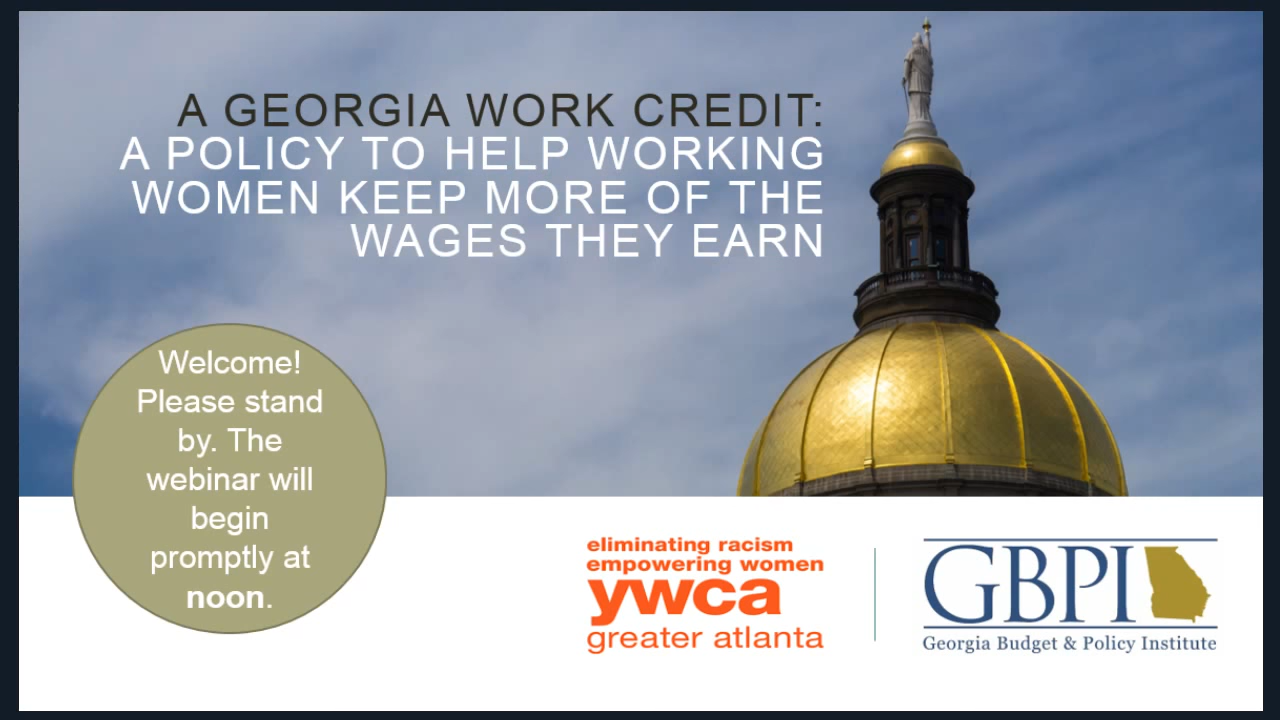 A GEORGIA WORK CREDIT:
A POLICY TO HELP WORKING
WOMEN KEEP MORE OF THE
WAGES THEY EARN
Welcome!
Please stand
by. The
webinar will
begin
promptly at
noon.
eliminating racism
empowering women
ywca
greater atlanta
GBPI
Georgia Budget & Policy Institute